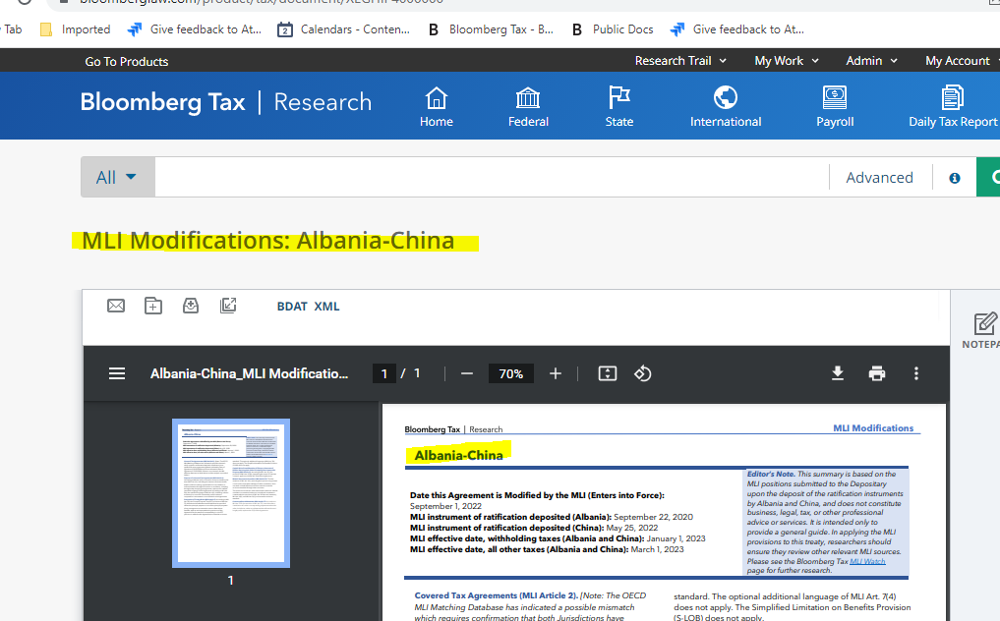 Tab Imported Give feedback to At... Calendars - Conten... Bloomberg Tax - B... Public Docs Give feedback to At...
Go To Products Research Trail My Work Admin My Account
Bloomberg Tax | Research
Home Federal State International Payroll Daily Tax Report
All Advanced
MLI Modifications: Albania-China
BDAT XML
NOTEPA
Albania-China_MLI Modificatio... 1 / 1 70%
1
Bloomberg Tax | Research MLI Modifications
Albania-China
Date this Agreement is Modified by the MLI (Enters into Force):
September 1, 2022
MLI instrument of ratification deposited (Albania): September 22, 2020
MLI instrument of ratification deposited (China): May 25, 2022
MLI effective date, withholding taxes (Albania and China): January 1, 2023
MLI effective date, all other taxes (Albania and China): March 1, 2023
Editor's Note. This summary is based on the
MLI positions submitted to the Depositary
upon the deposit of the ratification instruments
by Albania and China, and does not constitute
business, legal, tax, or other professional
advice or services. It is intended only to
provide a general guide. In applying the MLI
provisions to this treaty, researchers should
ensure they review other relevant MLI sources.
Please see the Bloomberg Tax MLI Watch
page for further research.
Covered Tax Agreements (MLI Article 2). [Note: The OECD
MLI Matching Database has indicated a possible mismatch
which requires confirmation that both Jurisdictions have
standard. The optional additional language of MLI Art. 7(4)
does not apply. The Simplified Limitation on Benefits Provision
(S-LOB) does not apply.